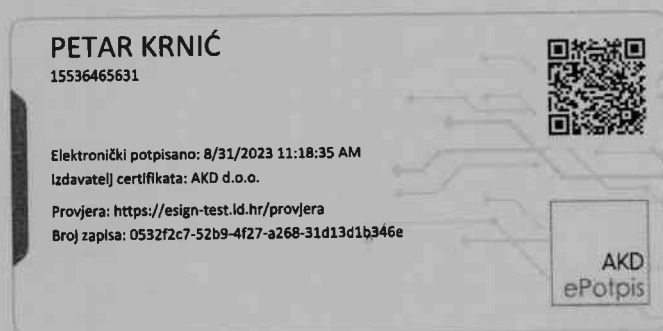 PETAR KRNIĆ
15536465631
Elektronički potpisano: 8/31/2023 11:18:35 AM
Izdavatelj certifikata: AKD d.o.o.
Provjera: https://esign-test.id.hr/provjera
Broj zapisa: 0532f2c7-52b9-4f27-a268-31d13d1b346e
AKD
ePotpis